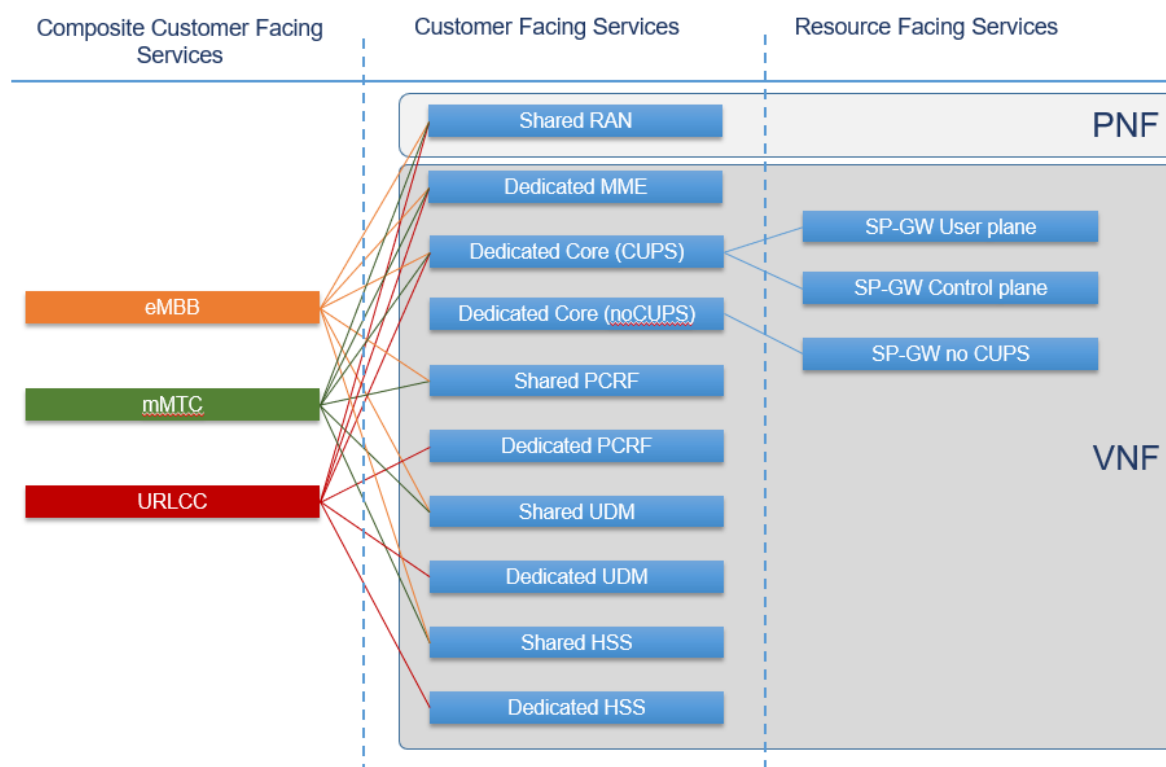 Composite Customer Facing
Services
Customer Facing Services
Resource Facing Services
Shared RAN
PNF
Dedicated MME
Dedicated Core (CUPS)
SP-GW User plane
SP-GW Control plane
eMBB
Dedicated Core (noCUPS)
SP-GW no CUPS
Shared PCRF
mMTC
Dedicated PCRF
VNF
URLCC
Shared UDM
Dedicated UDM
Shared HSS
Dedicated HSS